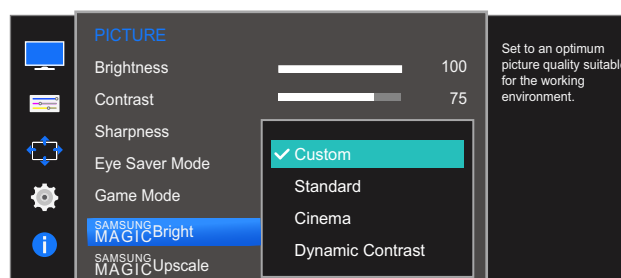 PICTURE
Brightness 100
Contrast 75
Sharpness
Eye Saver Mode
Game Mode
SAMSUNG
MAGICBright
SAMSUNG
MAGICUpscale
Custom
Standard
Cinema
Dynamic Contrast
Set to an optimum
picture quality suitable
for the working
environment.